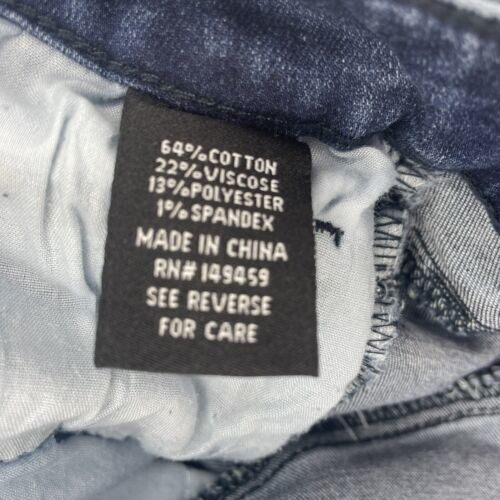 64% COTTON
22% VISCOSE
13% POLYESTER
1% SPANDEX
MADE IN CHINA
RN# 149459
SEE REVERSE
FOR CARE